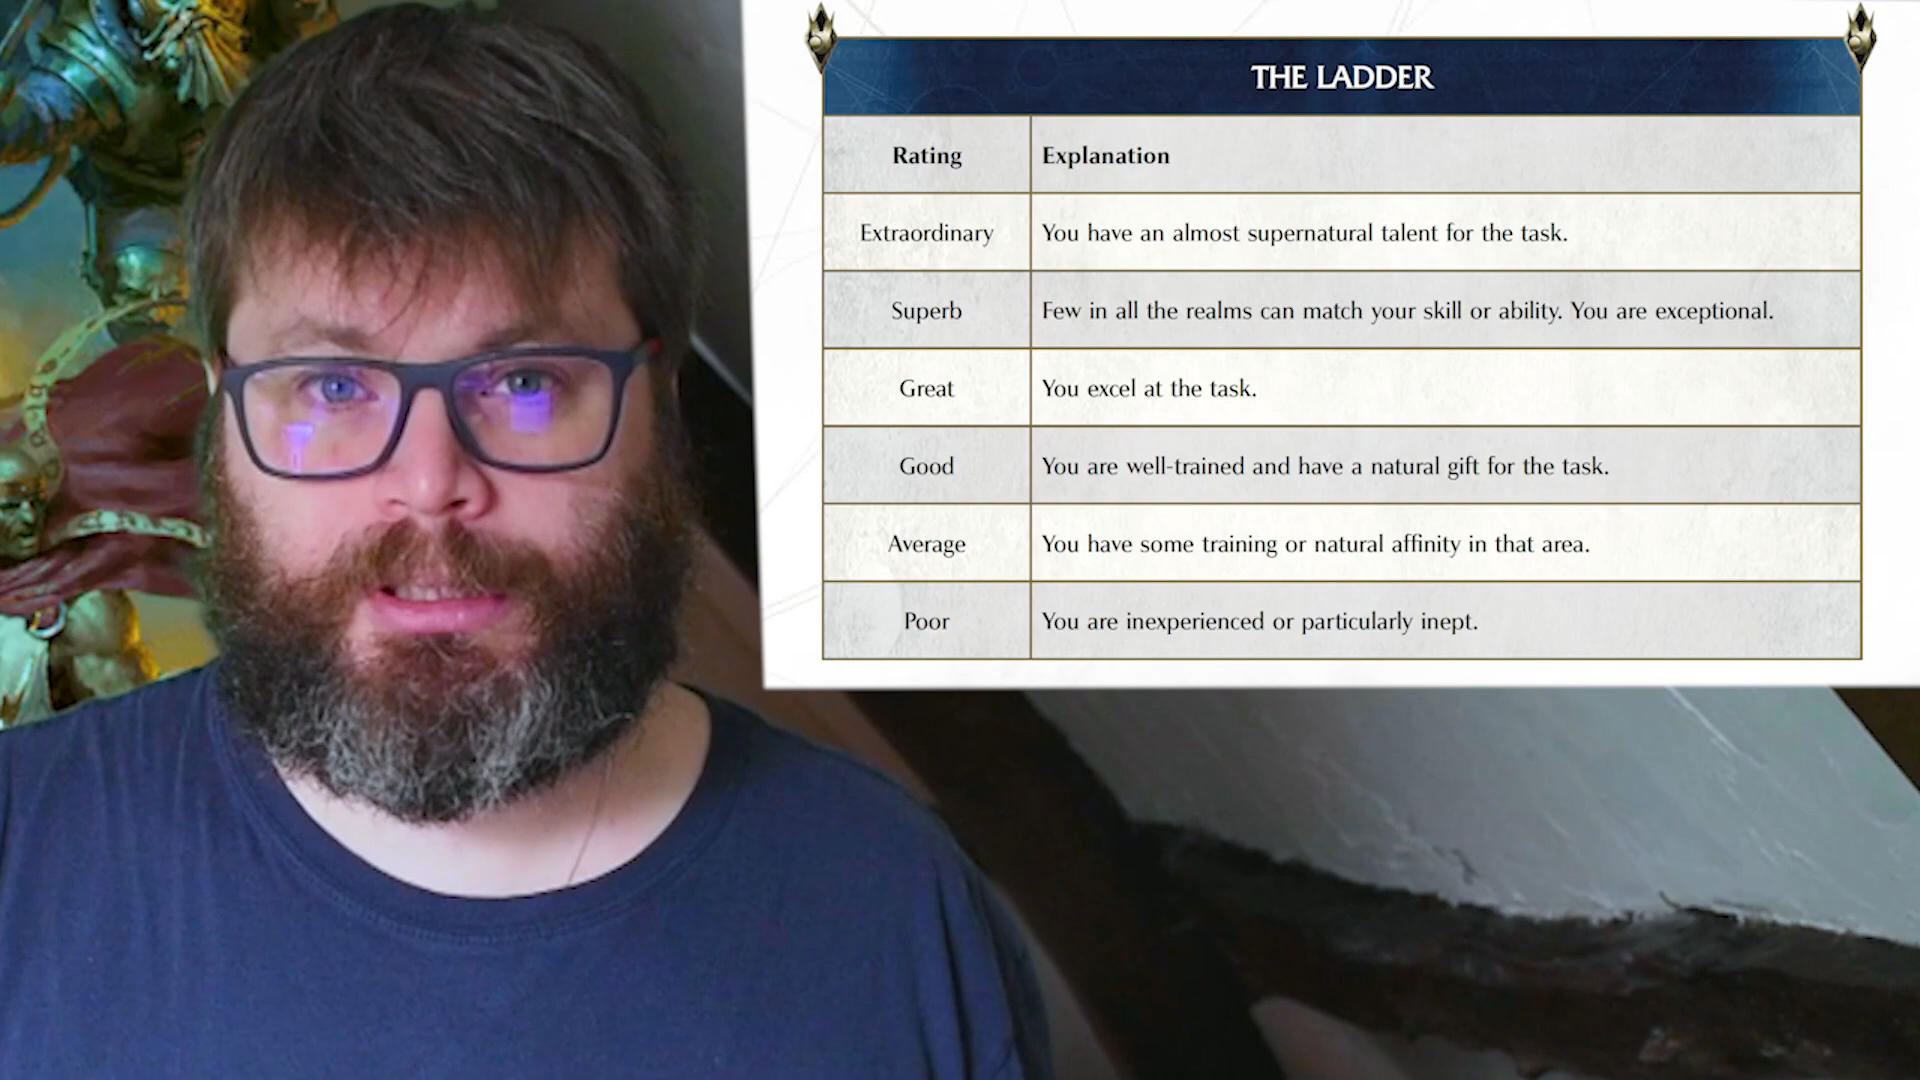 THE LADDER
Rating Explanation
Extraordinary You have an almost supernatural talent for the task.
Superb Few in all the realms can match your skill or ability. You are exceptional.
Great You excel at the task.
Good You are well-trained and have a natural gift for the task.
Average You have some training or natural affinity in that area.
Poor You are inexperienced or particularly inept.